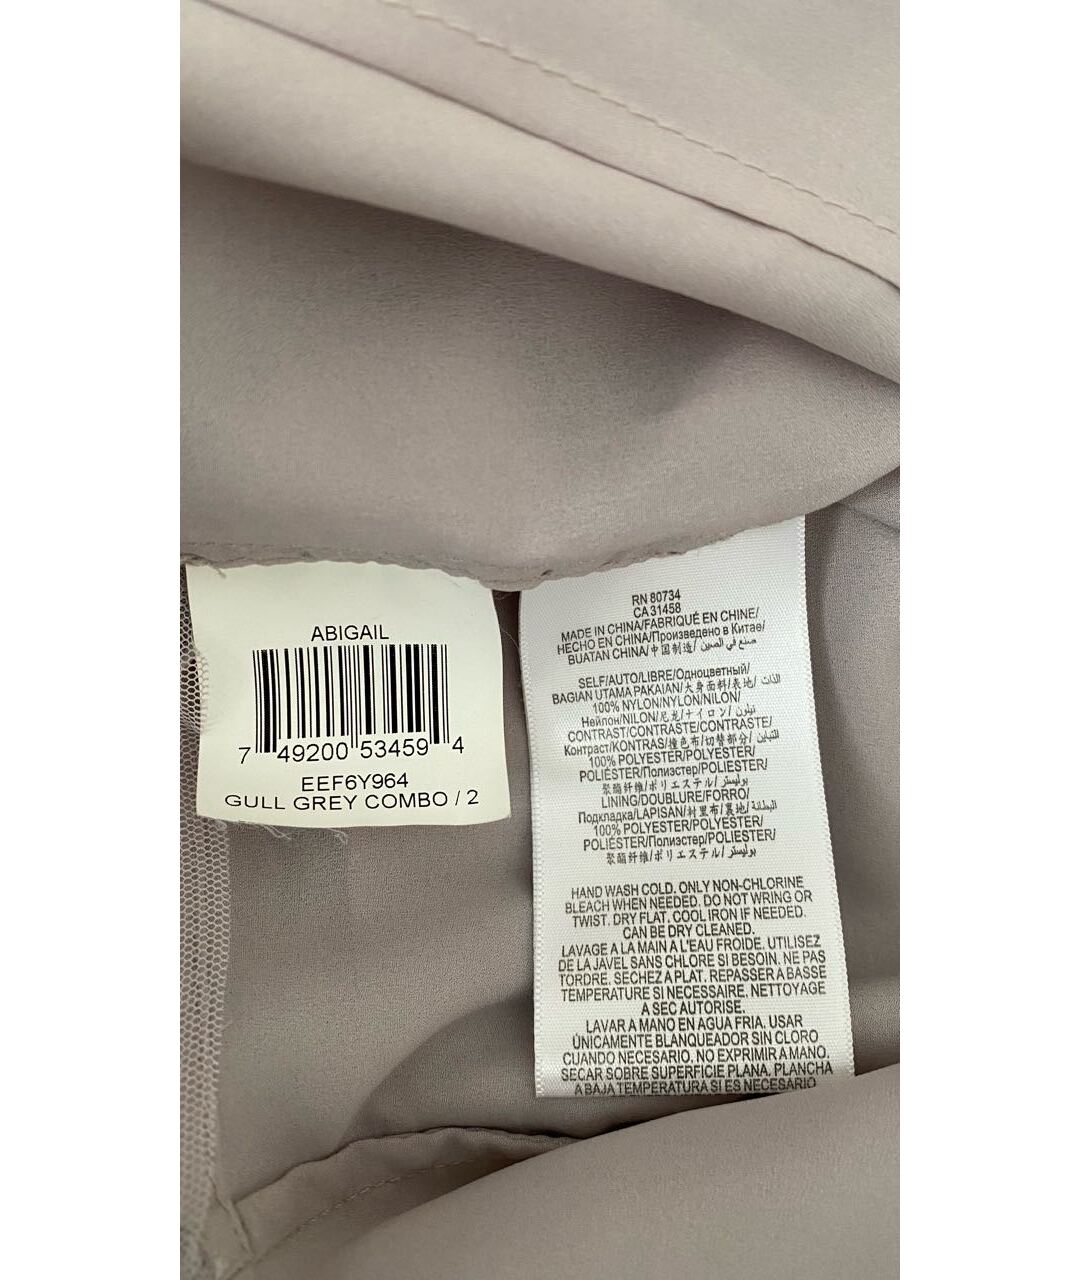 ABIGAIL
7 49200 53459 4
EEF6Y964
GULL GREY COMBO / 2
RN 80734
CA 31458
MADE IN CHINA/FABRIQUÉ EN CHINE/
HECHO EN CHINA/Произведено в Китае/
BUATAN CHINA/中国制造/ صنع في الصين
SELF/AUTO/LIBRE/Одноцветный/
BAGIAN UTAMA PAKAIAN/大身面料/表地/ الذات
100% NYLON/NYLON/NILON/
Нейлон/NILON/尼龙/ナイロン/ نيلون
CONTRAST/CONTRASTE/CONTRASTE/
Контраст/KONTRAS/撞色布/切替部分/ التباين
100% POLYESTER/POLYESTER/
POLIÉSTER/Полиэстер/POLIESTER/
聚酯纤维/ポリエステル/ بوليستر
LINING/DOUBLURE/FORRO/
Подкладка/LAPISAN/衬里布/裏地/ البطانة
100% POLYESTER/POLYESTER/
POLIÉSTER/Полиэстер/POLIESTER/
聚酯纤维/ポリエステル/ بوليستر
HAND WASH COLD. ONLY NON-CHLORINE
BLEACH WHEN NEEDED. DO NOT WRING OR
TWIST. DRY FLAT. COOL IRON IF NEEDED.
CAN BE DRY CLEANED.
LAVAGE A LA MAIN A L'EAU FROIDE. UTILISEZ
DE LA JAVEL SANS CHLORE SI BESOIN. NE PAS
TORDRE. SECHEZ A PLAT. REPASSER A BASSE
TEMPERATURE SI NECESSAIRE. NETTOYAGE
A SEC AUTORISE.
LAVAR A MANO EN AGUA FRIA. USAR
ÚNICAMENTE BLANQUEADOR SIN CLORO
CUANDO NECESARIO. NO EXPRIMIR A MANO.
SECAR SOBRE SUPERFICIE PLANA. PLANCHA
A BAJA TEMPERATURA SI ES NECESARIO